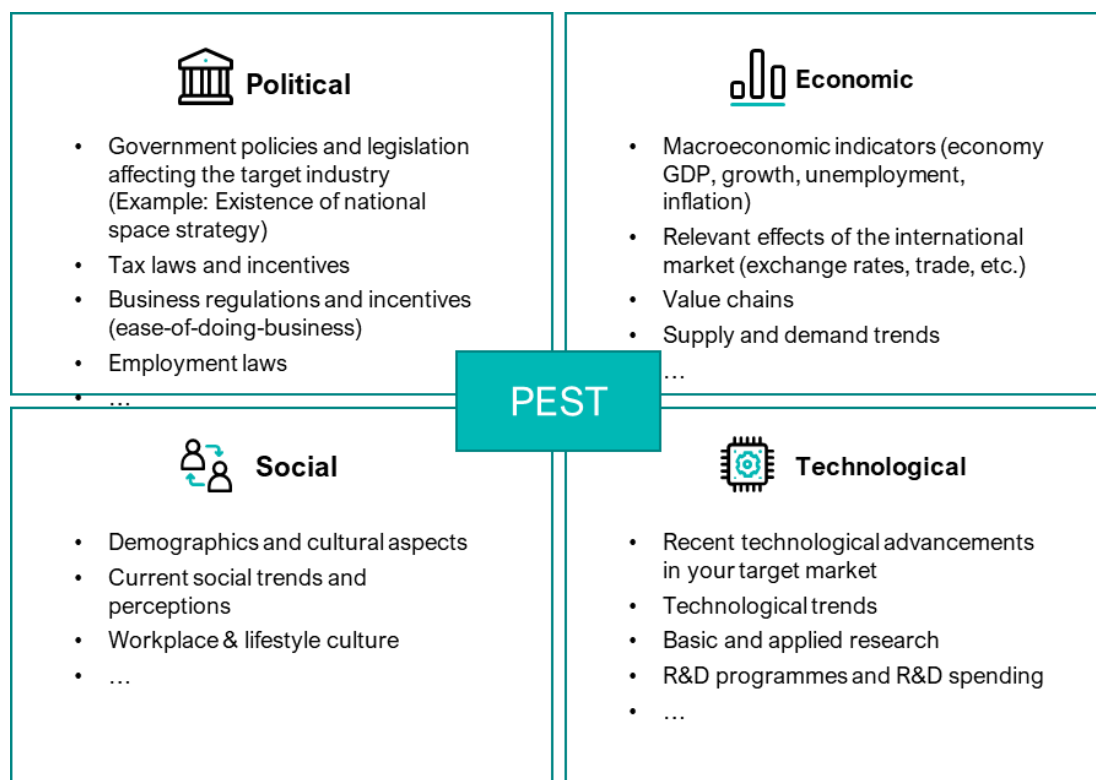 Political
• Government policies and legislation
affecting the target industry
(Example: Existence of national
space strategy)
• Tax laws and incentives
• Business regulations and incentives
(ease-of-doing-business)
• Employment laws
• …
Economic
• Macroeconomic indicators (economy
GDP, growth, unemployment,
inflation)
• Relevant effects of the international
market (exchange rates, trade, etc.)
• Value chains
• Supply and demand trends
…
PEST
Social
• Demographics and cultural aspects
• Current social trends and
perceptions
• Workplace & lifestyle culture
• …
Technological
• Recent technological advancements
in your target market
• Technological trends
• Basic and applied research
• R&D programmes and R&D spending
• …